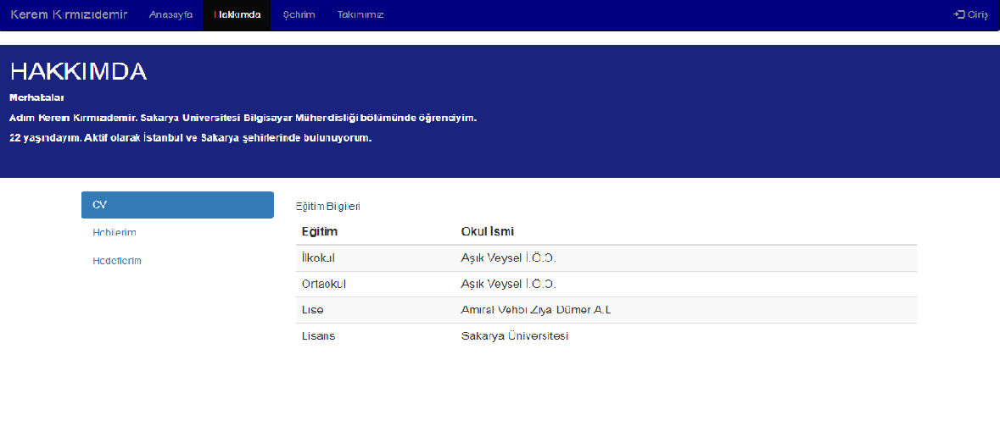 Kerem Kırmızıdemir Anasayfa Hakkımda Şehrim Takımımız Giriş
HAKKIMDA
Merhabalar
Adım Kerem Kırmızıdemir. Sakarya Üniversitesi Bilgisayar Mühendisliği bölümünde öğrenciyim.
22 yaşındayım. Aktif olarak İstanbul ve Sakarya şehirlerinde bulunuyorum.
CV
Hobilerim
Hedeflerim
Eğitim Bilgileri
Eğitim Okul İsmi
İlkokul Aşık Veysel İ.Ö.O.
Ortaokul Aşık Veysel İ.Ö.O.
Lise Amiral Vehbi Ziya Dümer A.L
Lisans Sakarya Üniversitesi